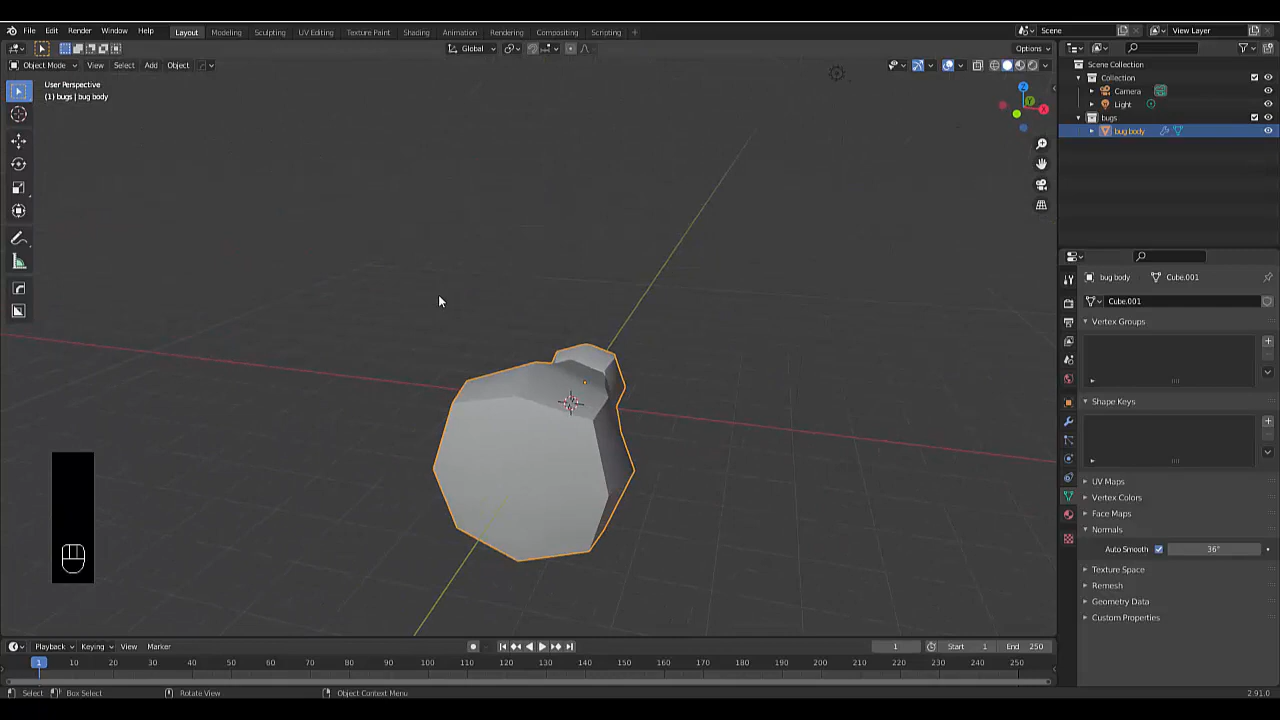 File Edit Render Window Help Layout Modeling Sculpting UV Editing Texture Paint Shading Animation Rendering Compositing Scripting + Scene View Layer
Global Options
Object Mode View Select Add Object
User Perspective
(1) bugs | bug body
Z
Y
X
Scene Collection
Collection
Camera
Light
bugs
bug body
bug body Cube.001
Cube.001
Vertex Groups
Shape Keys
UV Maps
Vertex Colors
Face Maps
Normals
Auto Smooth 36°
Texture Space
Remesh
Geometry Data
Custom Properties
Playback Keying View Marker 1 Start 1 End 250
1 10 20 30 40 50 60 70 80 90 100 110 120 130 140 150 160 170 180 190 200 210 220 230 240 250
Select Box Select Rotate View Object Context Menu 2.91.0